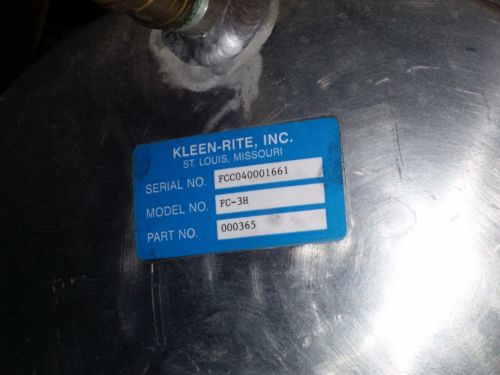 KLEEN-RITE, INC.
ST. LOUIS, MISSOURI
SERIAL NO. FCC040001661
MODEL NO. FC-3H
PART NO. 000365